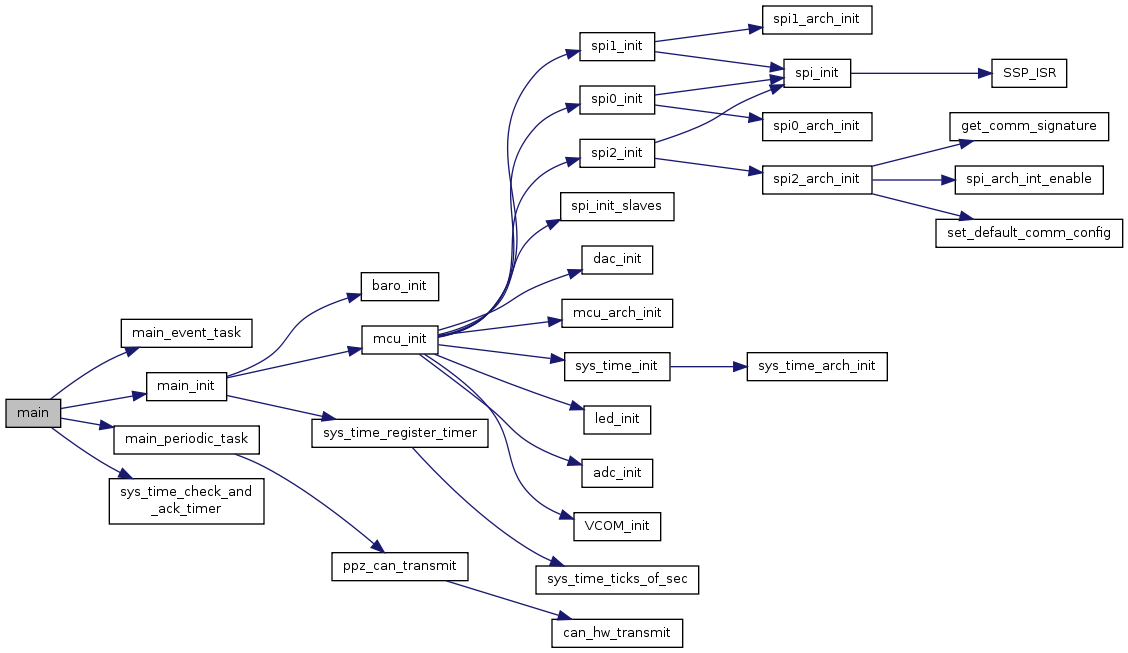 main
main_event_task
main_init
main_periodic_task
sys_time_check_and
_ack_timer
baro_init
mcu_init
sys_time_register_timer
ppz_can_transmit
spi1_init
spi0_init
spi2_init
spi_init_slaves
dac_init
mcu_arch_init
sys_time_init
led_init
adc_init
VCOM_init
sys_time_ticks_of_sec
can_hw_transmit
spi1_arch_init
spi_init
spi0_arch_init
spi2_arch_init
sys_time_arch_init
SSP_ISR
get_comm_signature
spi_arch_int_enable
set_default_comm_config